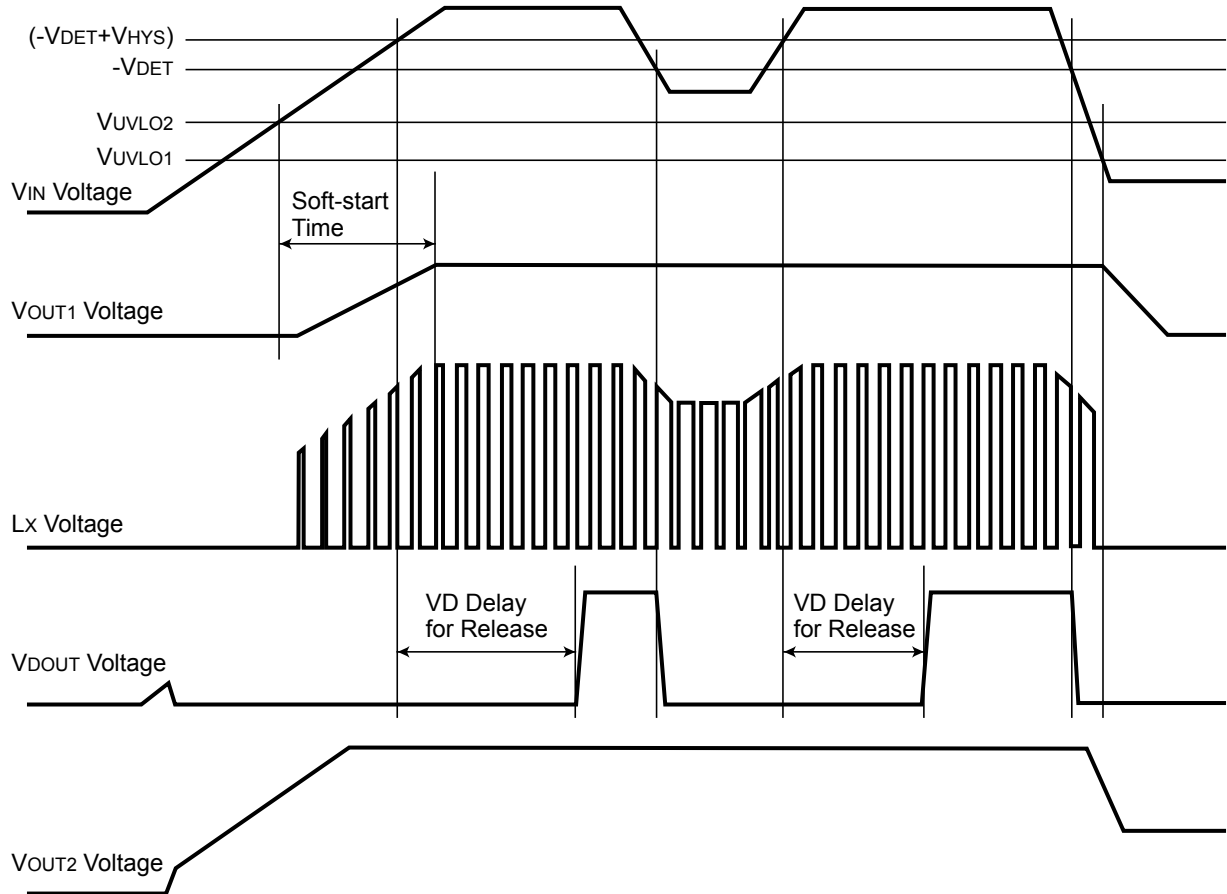 (-VDET+VHYS)
-VDET
VUVLO2
VUVLO1
VIN Voltage
Soft-start
Time
VOUT1 Voltage
LX Voltage
VD Delay
for Release
VD Delay
for Release
VDOUT Voltage
VOUT2 Voltage